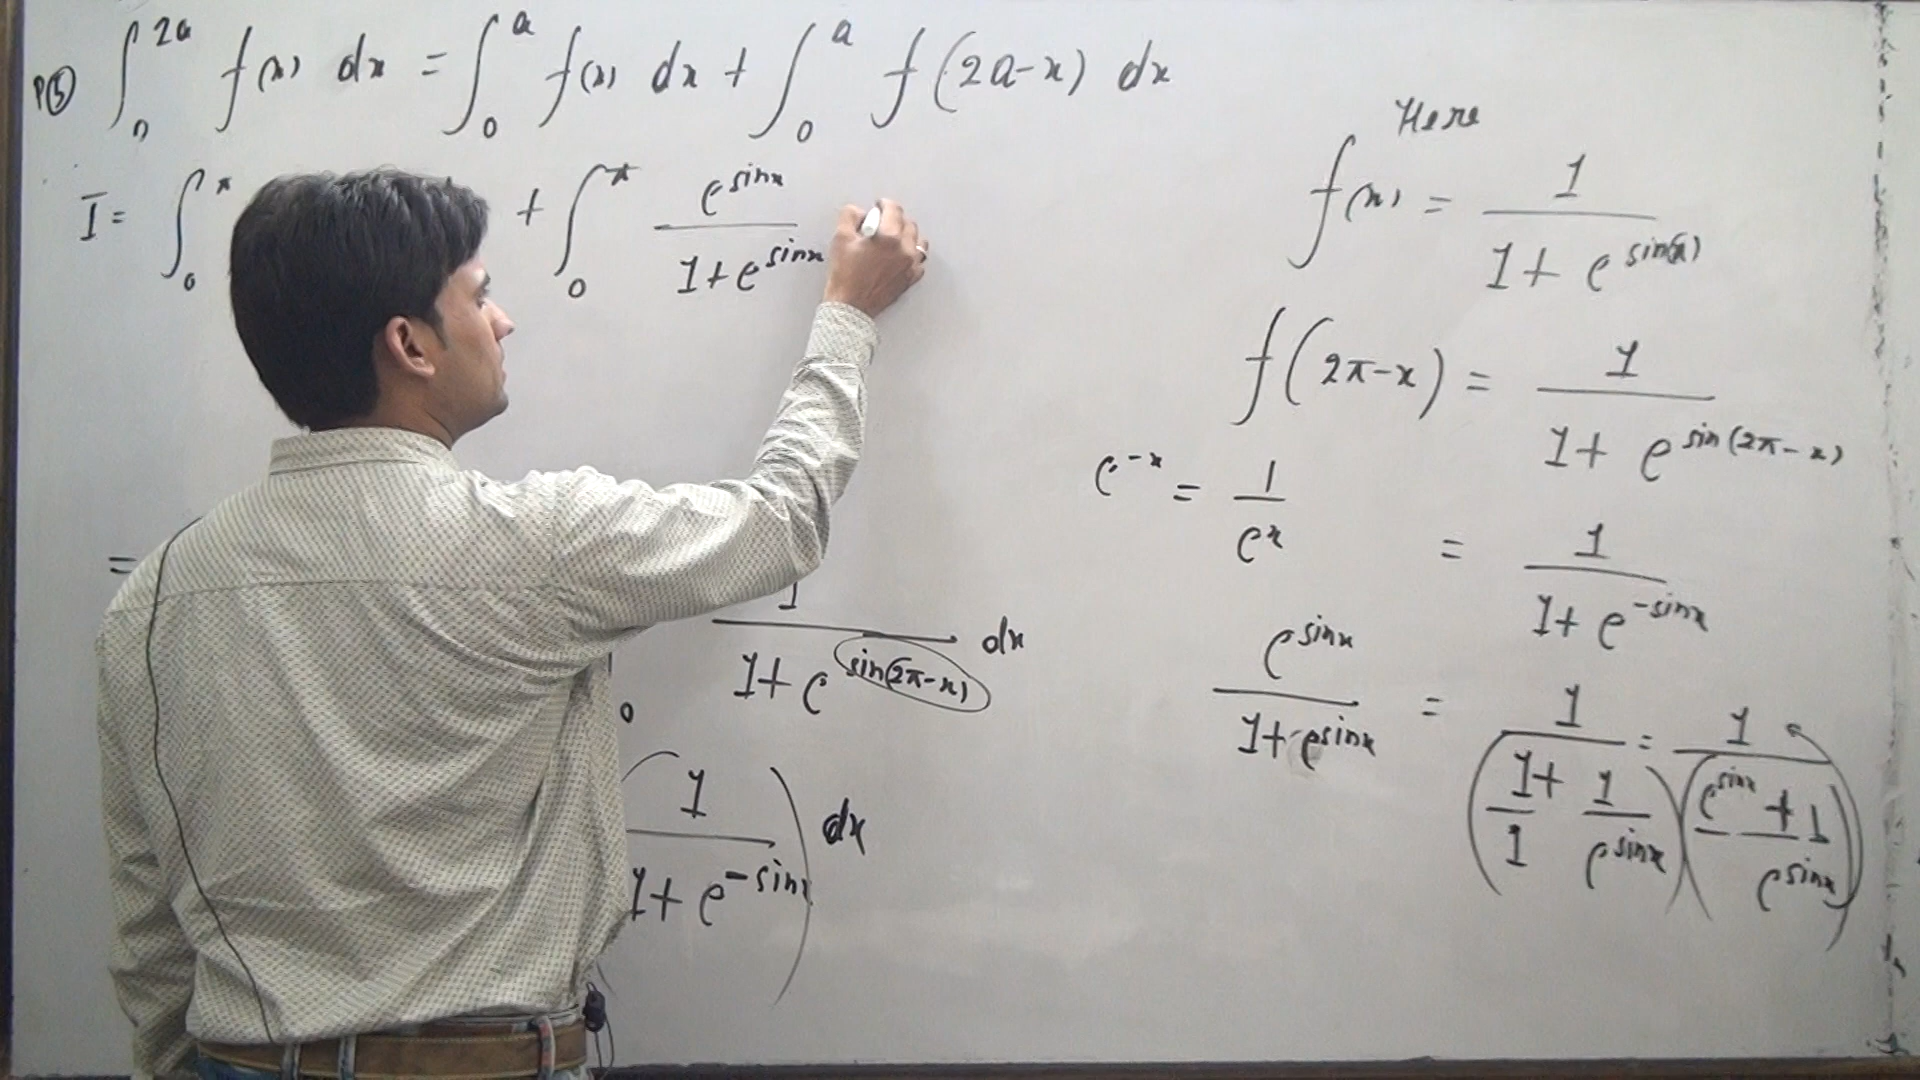 P⑤ ∫₀^2a f(x) dx = ∫₀^a f(x) dx + ∫₀^a f(2a-x) dx
I = ∫₀^π + ∫₀^π e^sinx / 1+e^sinx
=
1 / 1+e^sin(2π-x) dx
0
(1 / 1+e^-sinx) dx
Here
f(x) = 1 / 1+e^sin(x)
f(2π-x) = 1 / 1+e^sin(2π-x)
e^-x = 1 / e^x
= 1 / 1+e^-sinx
e^sinx / 1+e^sinx = 1 / (1/1 + 1/e^sinx) = 1 / (e^sinx + 1 / e^sinx)